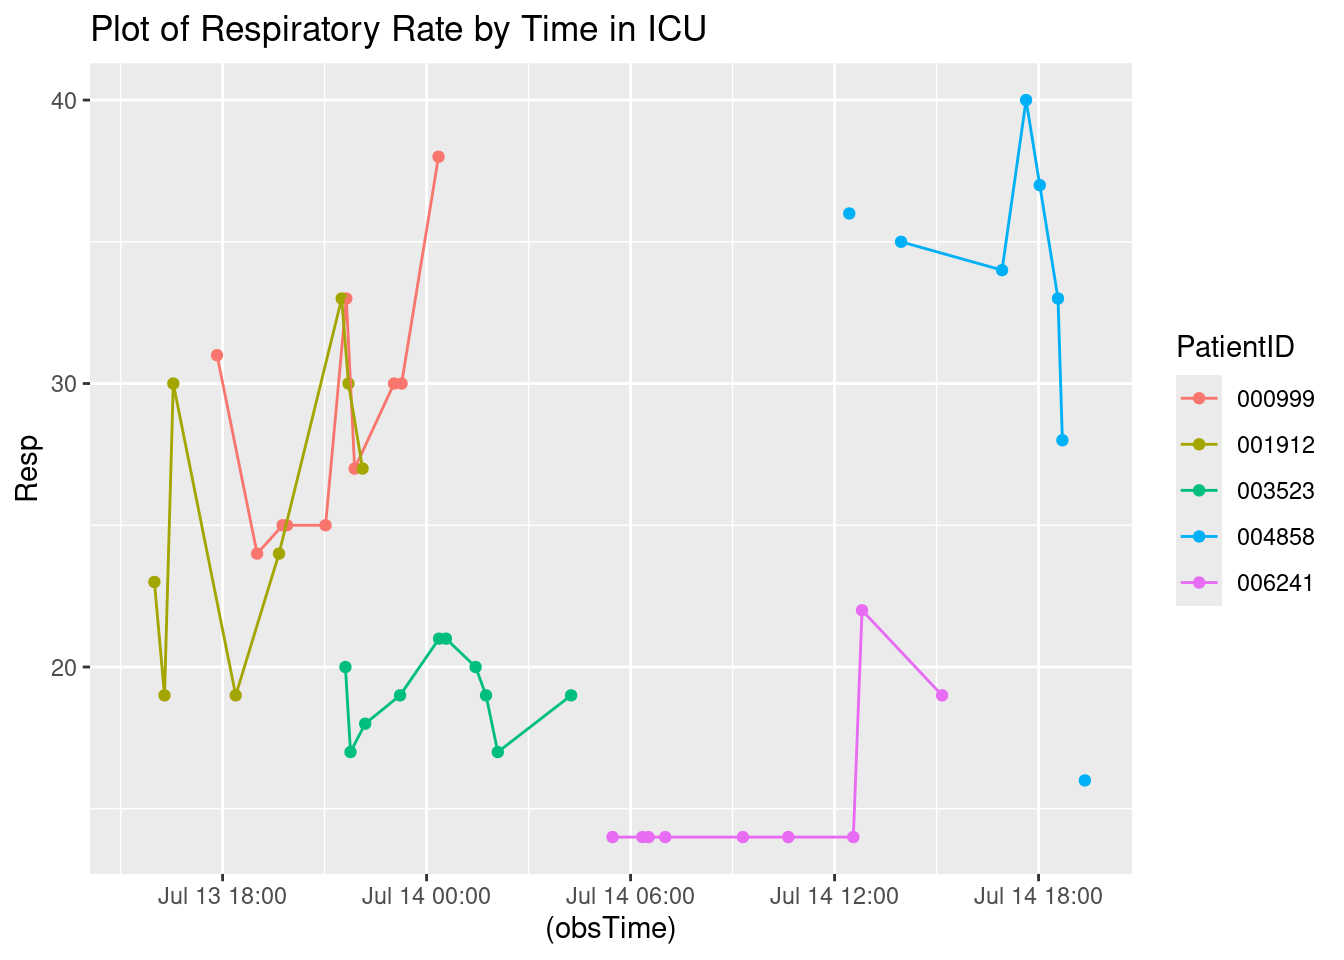 Plot of Respiratory Rate by Time in ICU
40
30
20
Resp
Jul 13 18:00
Jul 14 00:00
Jul 14 06:00
Jul 14 12:00
Jul 14 18:00
(obsTime)
PatientID
000999
001912
003523
004858
006241